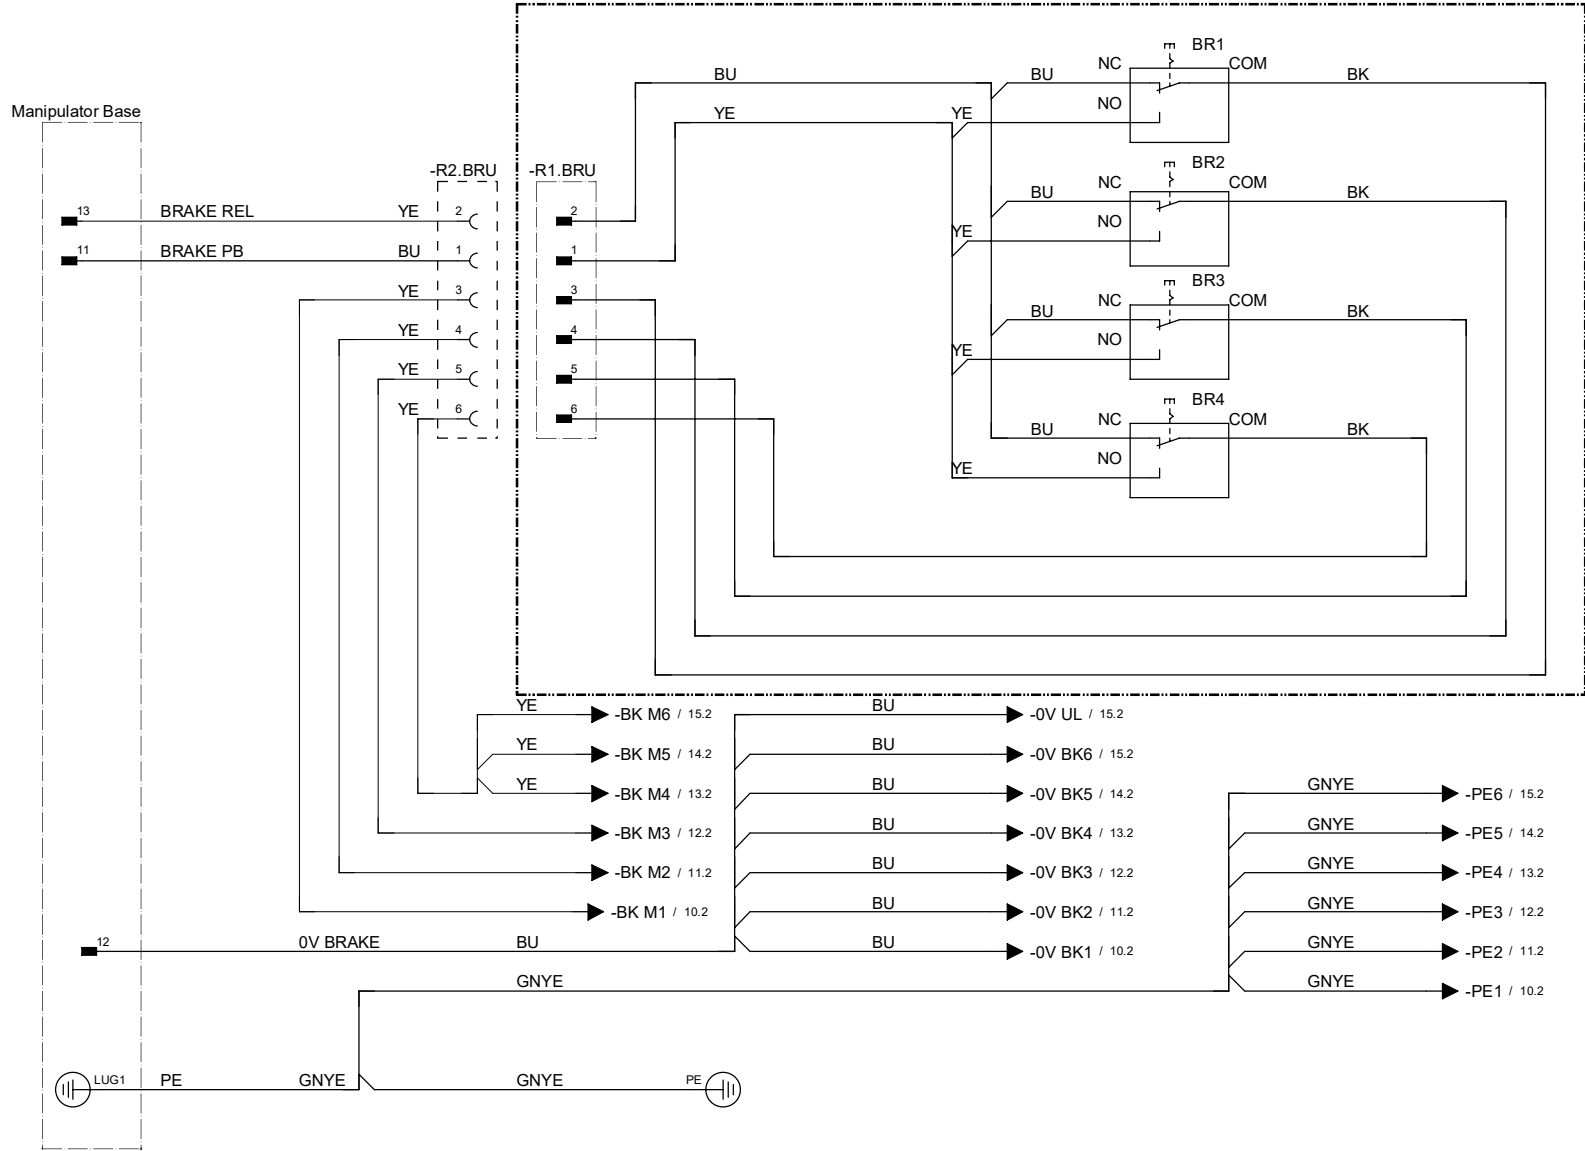 BR1
BU NC COM
BU BK
NO
YE YE
Manipulator Base
-R2.BRU -R1.BRU
BR2
NC COM
BU BK
13 BRAKE REL YE 2 2
NO
YE
11 BRAKE PB BU 1 1
BR3
YE 3 3
NC COM
BU BK
YE 4 4
NO
YE
YE 5 5
BR4
YE 6 6
NC COM
BU BK
NO
YE
YE -BK M6 / 15.2 BU -0V UL / 15.2
YE -BK M5 / 14.2 BU -0V BK6 / 15.2
YE -BK M4 / 13.2 BU -0V BK5 / 14.2 GNYE -PE6 / 15.2
-BK M3 / 12.2 BU -0V BK4 / 13.2 GNYE -PE5 / 14.2
-BK M2 / 11.2 BU -0V BK3 / 12.2 GNYE -PE4 / 13.2
-BK M1 / 10.2 BU -0V BK2 / 11.2 GNYE -PE3 / 12.2
12 0V BRAKE BU BU -0V BK1 / 10.2 GNYE -PE2 / 11.2
GNYE GNYE -PE1 / 10.2
LUG1 PE GNYE GNYE PE